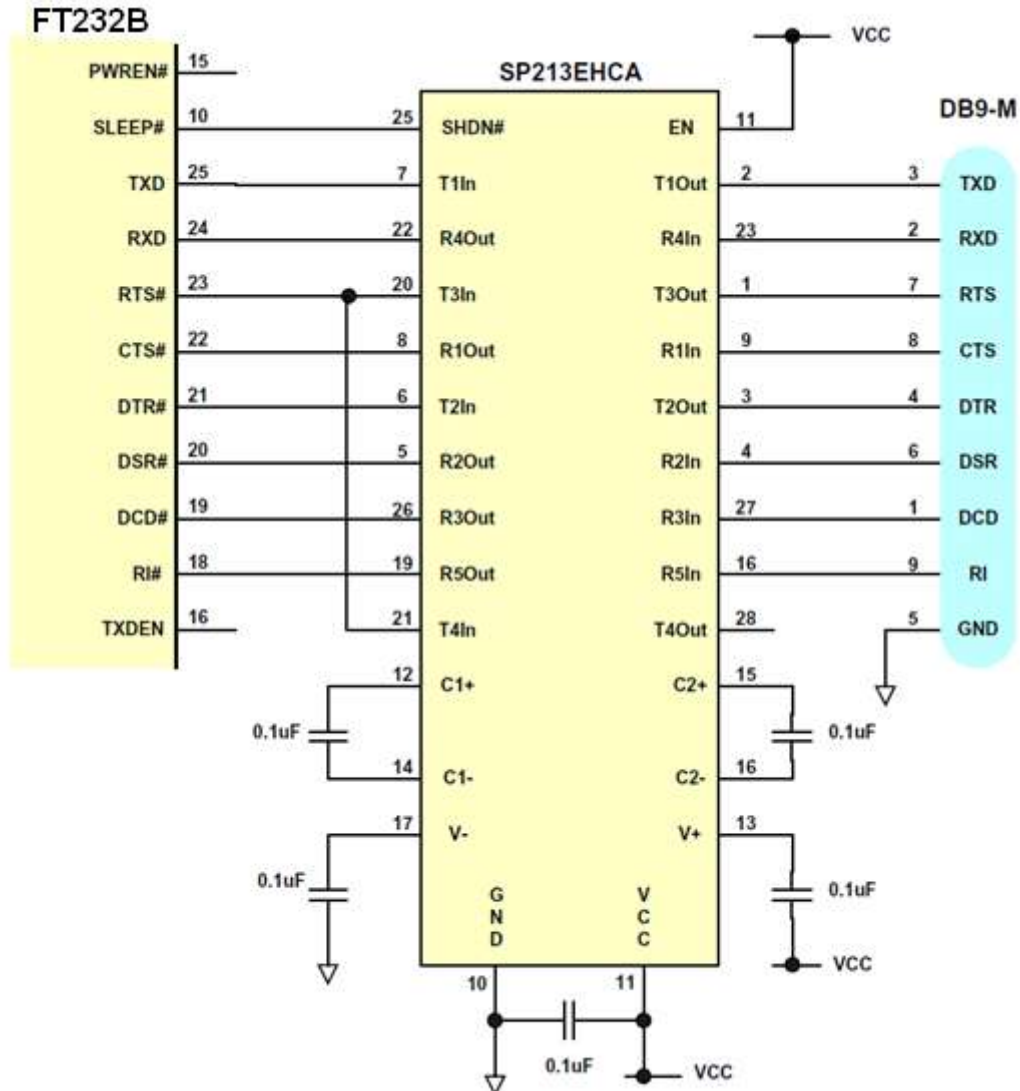 FT232B
VCC
PWREN# 15
SP213EHCA
DB9-M
SLEEP# 10 25 SHDN# EN 11
TXD 25 7 T1In T1Out 2 3 TXD
RXD 24 22 R4Out R4In 23 2 RXD
RTS# 23 20 T3In T3Out 1 7 RTS
CTS# 22 8 R1Out R1In 9 8 CTS
DTR# 21 6 T2In T2Out 3 4 DTR
DSR# 20 5 R2Out R2In 4 6 DSR
DCD# 19 26 R3Out R3In 27 1 DCD
RI# 18 19 R5Out R5In 16 9 RI
TXDEN 16 21 T4In T4Out 28 5 GND
12 C1+ C2+ 15
0.1uF 0.1uF
14 C1- C2- 16
17 V- V+ 13
0.1uF GND VCC 0.1uF
VCC
10 11
0.1uF
VCC